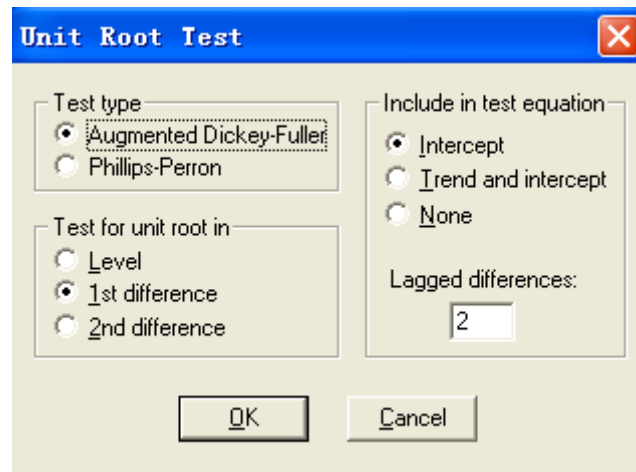 Unit Root Test
Test type
Augmented Dickey-Fuller
Phillips-Perron
Test for unit root in
Level
1st difference
2nd difference
Include in test equation
Intercept
Trend and intercept
None
Lagged differences:
2
OK
Cancel